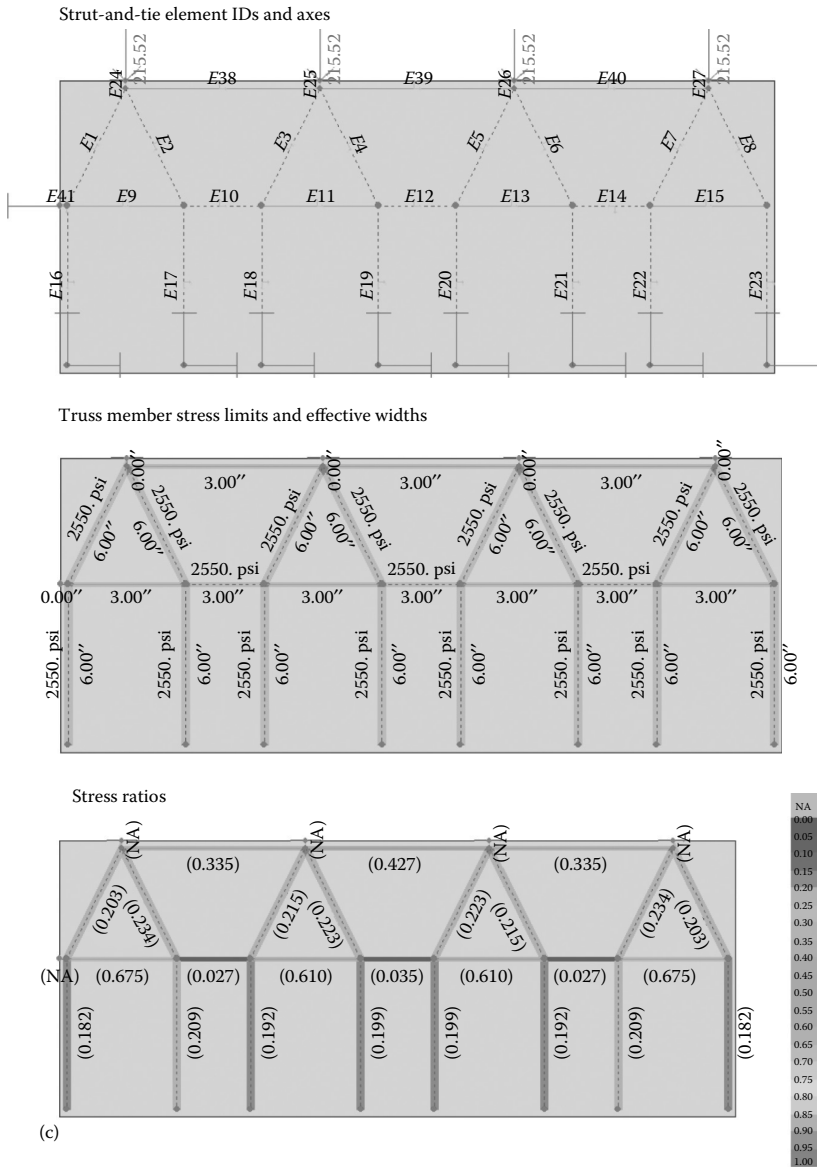 Strut-and-tie element IDs and axes
215.52 215.52 215.52 215.52
E24 E38 E25 E39 E26 E40 E27
E1 E2 E3 E4 E5 E6 E7 E8
E41 E9 E10 E11 E12 E13 E14 E15
E16 E17 E18 E19 E20 E21 E22 E23
Truss member stress limits and effective widths
0.00″ 0.00″ 0.00″ 0.00″
3.00″ 3.00″ 3.00″
2550. psi 2550. psi 2550. psi 2550. psi 2550. psi 2550. psi 2550. psi 2550. psi
6.00″ 6.00″ 6.00″ 6.00″ 6.00″ 6.00″ 6.00″ 6.00″
2550. psi 2550. psi 2550. psi
0.00″ 3.00″ 3.00″ 3.00″ 3.00″ 3.00″ 3.00″ 3.00″
2550. psi 6.00″ 2550. psi 6.00″ 2550. psi 6.00″ 2550. psi 6.00″ 2550. psi 6.00″ 2550. psi 6.00″ 2550. psi 6.00″ 2550. psi 6.00″
Stress ratios
(NA) (NA) (NA) (NA)
(0.335) (0.427) (0.335)
(0.203) (0.234) (0.215) (0.223) (0.223) (0.215) (0.234) (0.203)
(NA) (0.675) (0.027) (0.610) (0.035) (0.610) (0.027) (0.675)
(0.182) (0.209) (0.192) (0.199) (0.199) (0.192) (0.209) (0.182)
(c)
NA
0.00
0.05
0.10
0.15
0.20
0.25
0.30
0.35
0.40
0.45
0.50
0.55
0.60
0.65
0.70
0.75
0.80
0.85
0.90
0.95
1.00